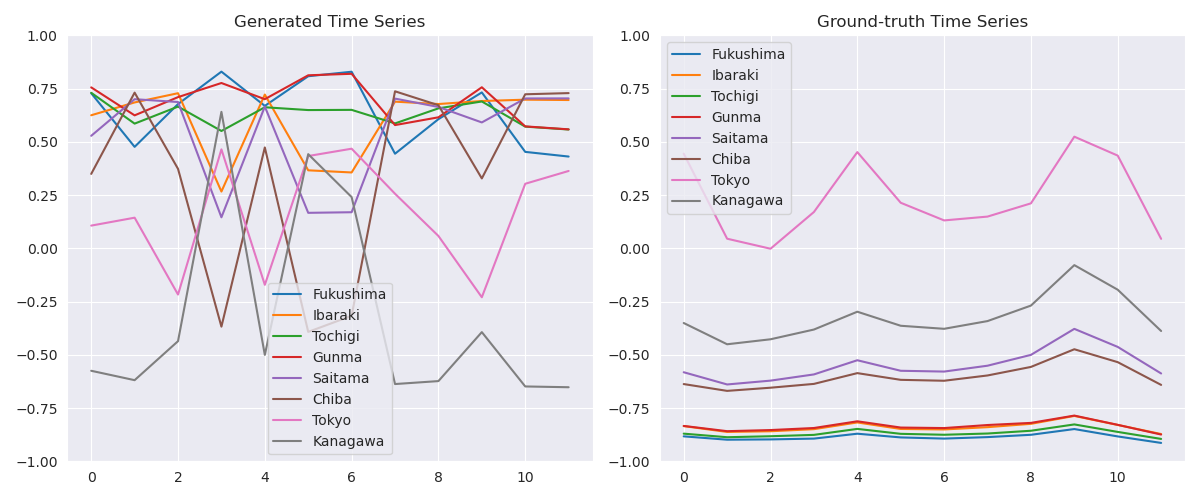 Generated Time Series
1.00
0.75
0.50
0.25
0.00
−0.25
−0.50
−0.75
−1.00
Fukushima
Ibaraki
Tochigi
Gunma
Saitama
Chiba
Tokyo
Kanagawa
0 2 4 6 8 10
Ground-truth Time Series
1.00
0.75
0.50
0.25
0.00
−0.25
−0.50
−0.75
−1.00
Fukushima
Ibaraki
Tochigi
Gunma
Saitama
Chiba
Tokyo
Kanagawa
0 2 4 6 8 10